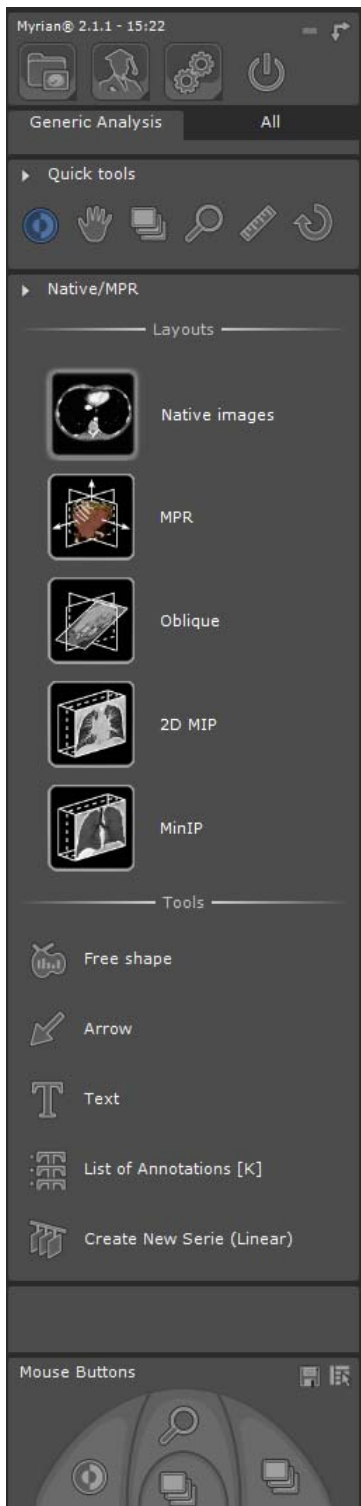 Myrian® 2.1.1 - 15:22
Generic Analysis All
Quick tools
Native/MPR
Layouts
Native images
MPR
Oblique
2D MIP
MinIP
Tools
Free shape
Arrow
Text
List of Annotations [K]
Create New Serie (Linear)
Mouse Buttons